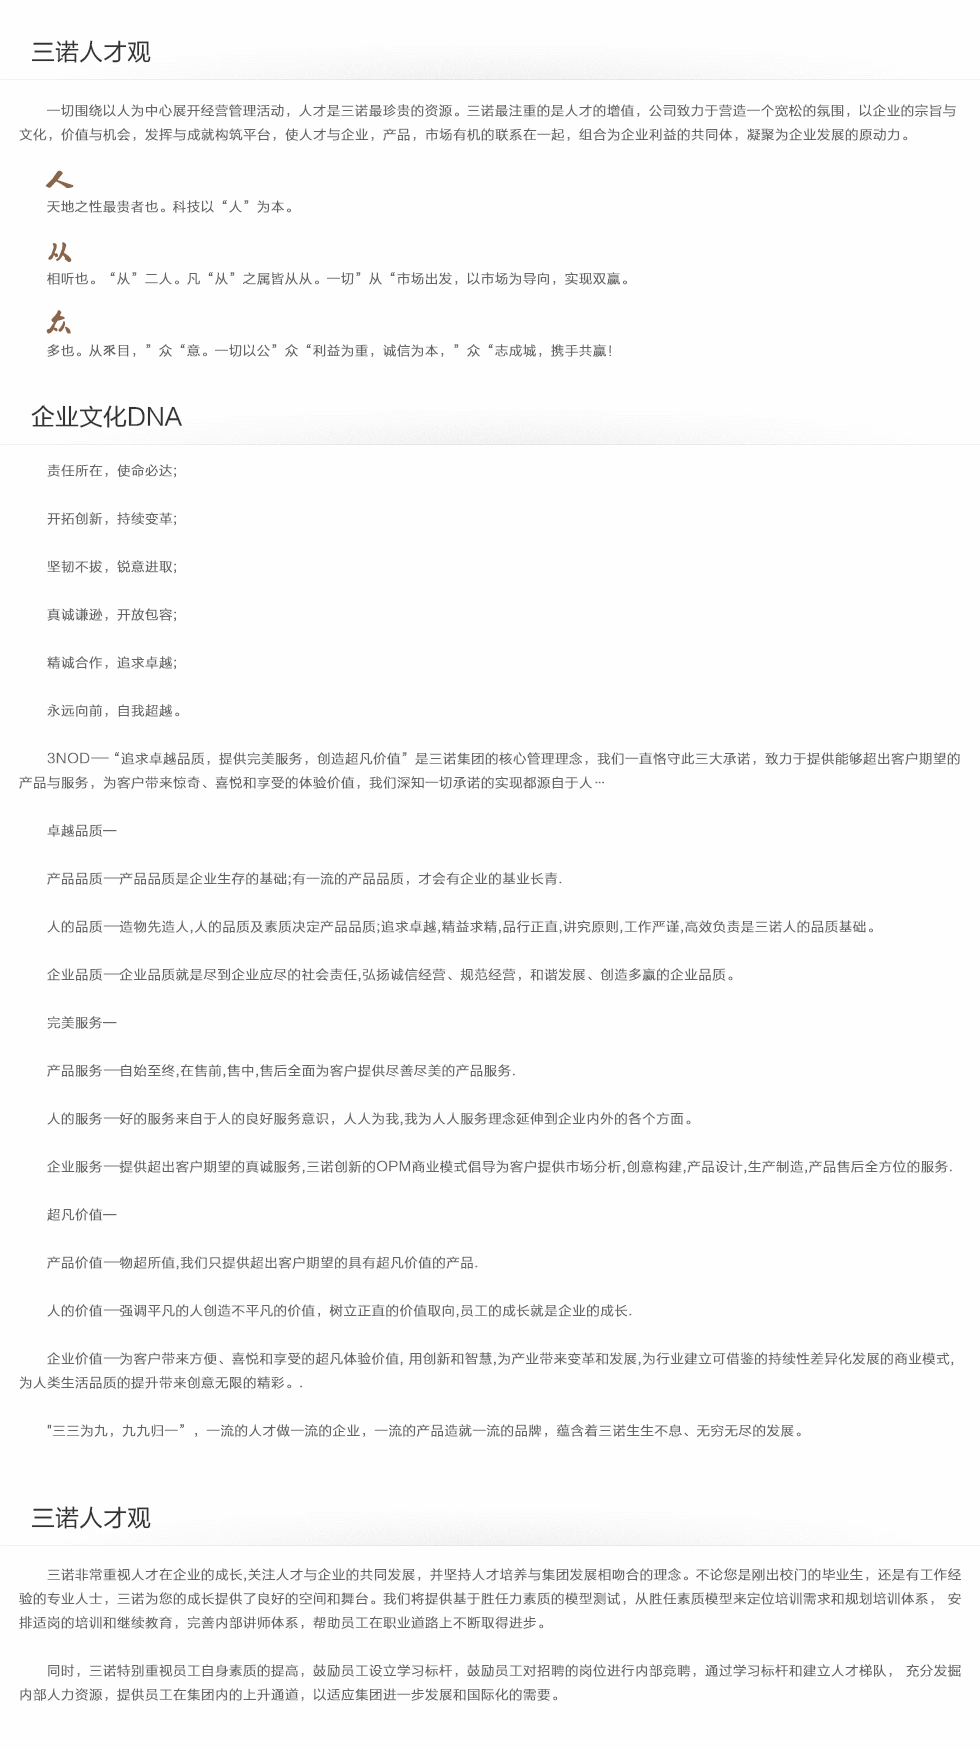 三诺人才观
一切围绕以人为中心展开经营管理活动，人才是三诺最珍贵的资源。三诺最注重的是人才的增值，公司致力于营造一个宽松的氛围，以企业的宗旨与
文化，价值与机会，发挥与成就构筑平台，使人才与企业，产品，市场有机的联系在一起，组合为企业利益的共同体，凝聚为企业发展的原动力。
人
天地之性最贵者也。科技以“人”为本。
从
相听也。“从”二人。凡“从”之属皆从从。一切”从“市场出发，以市场为导向，实现双赢。
众
多也。从乑目，”众“意。一切以公”众“利益为重，诚信为本，”众“志成城，携手共赢！
企业文化DNA
责任所在，使命必达;
开拓创新，持续变革;
坚韧不拔，锐意进取;
真诚谦逊，开放包容;
精诚合作，追求卓越;
永远向前，自我超越。
3NOD──“追求卓越品质，提供完美服务，创造超凡价值”是三诺集团的核心管理理念，我们一直恪守此三大承诺，致力于提供能够超出客户期望的
产品与服务，为客户带来惊奇、喜悦和享受的体验价值，我们深知一切承诺的实现都源自于人…
卓越品质—
产品品质──产品品质是企业生存的基础;有一流的产品品质，才会有企业的基业长青.
人的品质──造物先造人,人的品质及素质决定产品品质;追求卓越,精益求精,品行正直,讲究原则,工作严谨,高效负责是三诺人的品质基础。
企业品质──企业品质就是尽到企业应尽的社会责任,弘扬诚信经营、规范经营，和谐发展、创造多赢的企业品质。
完美服务—
产品服务──自始至终,在售前,售中,售后全面为客户提供尽善尽美的产品服务.
人的服务──好的服务来自于人的良好服务意识，人人为我,我为人人服务理念延伸到企业内外的各个方面。
企业服务──提供超出客户期望的真诚服务,三诺创新的OPM商业模式倡导为客户提供市场分析,创意构建,产品设计,生产制造,产品售后全方位的服务.
超凡价值—
产品价值──物超所值,我们只提供超出客户期望的具有超凡价值的产品.
人的价值──强调平凡的人创造不平凡的价值，树立正直的价值取向,员工的成长就是企业的成长.
企业价值──为客户带来方便、喜悦和享受的超凡体验价值, 用创新和智慧,为产业带来变革和发展,为行业建立可借鉴的持续性差异化发展的商业模式,
为人类生活品质的提升带来创意无限的精彩。.
"三三为九，九九归一”，一流的人才做一流的企业，一流的产品造就一流的品牌，蕴含着三诺生生不息、无穷无尽的发展。
三诺人才观
三诺非常重视人才在企业的成长,关注人才与企业的共同发展，并坚持人才培养与集团发展相吻合的理念。不论您是刚出校门的毕业生，还是有工作经
验的专业人士，三诺为您的成长提供了良好的空间和舞台。我们将提供基于胜任力素质的模型测试，从胜任素质模型来定位培训需求和规划培训体系， 安
排适岗的培训和继续教育，完善内部讲师体系，帮助员工在职业道路上不断取得进步。
同时，三诺特别重视员工自身素质的提高，鼓励员工设立学习标杆，鼓励员工对招聘的岗位进行内部竞聘，通过学习标杆和建立人才梯队， 充分发掘
内部人力资源，提供员工在集团内的上升通道，以适应集团进一步发展和国际化的需要。